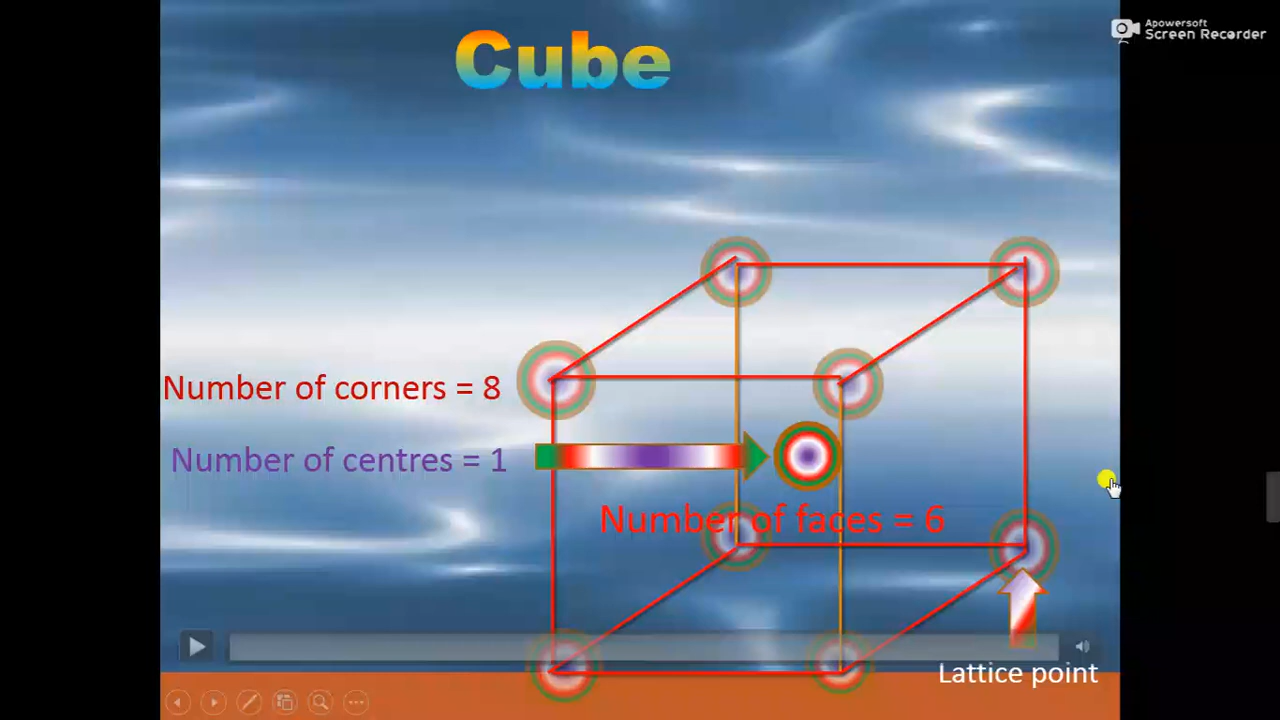 Cube
Apowersoft
Screen Recorder
Number of corners = 8
Number of centres = 1
Number of faces = 6
Lattice point